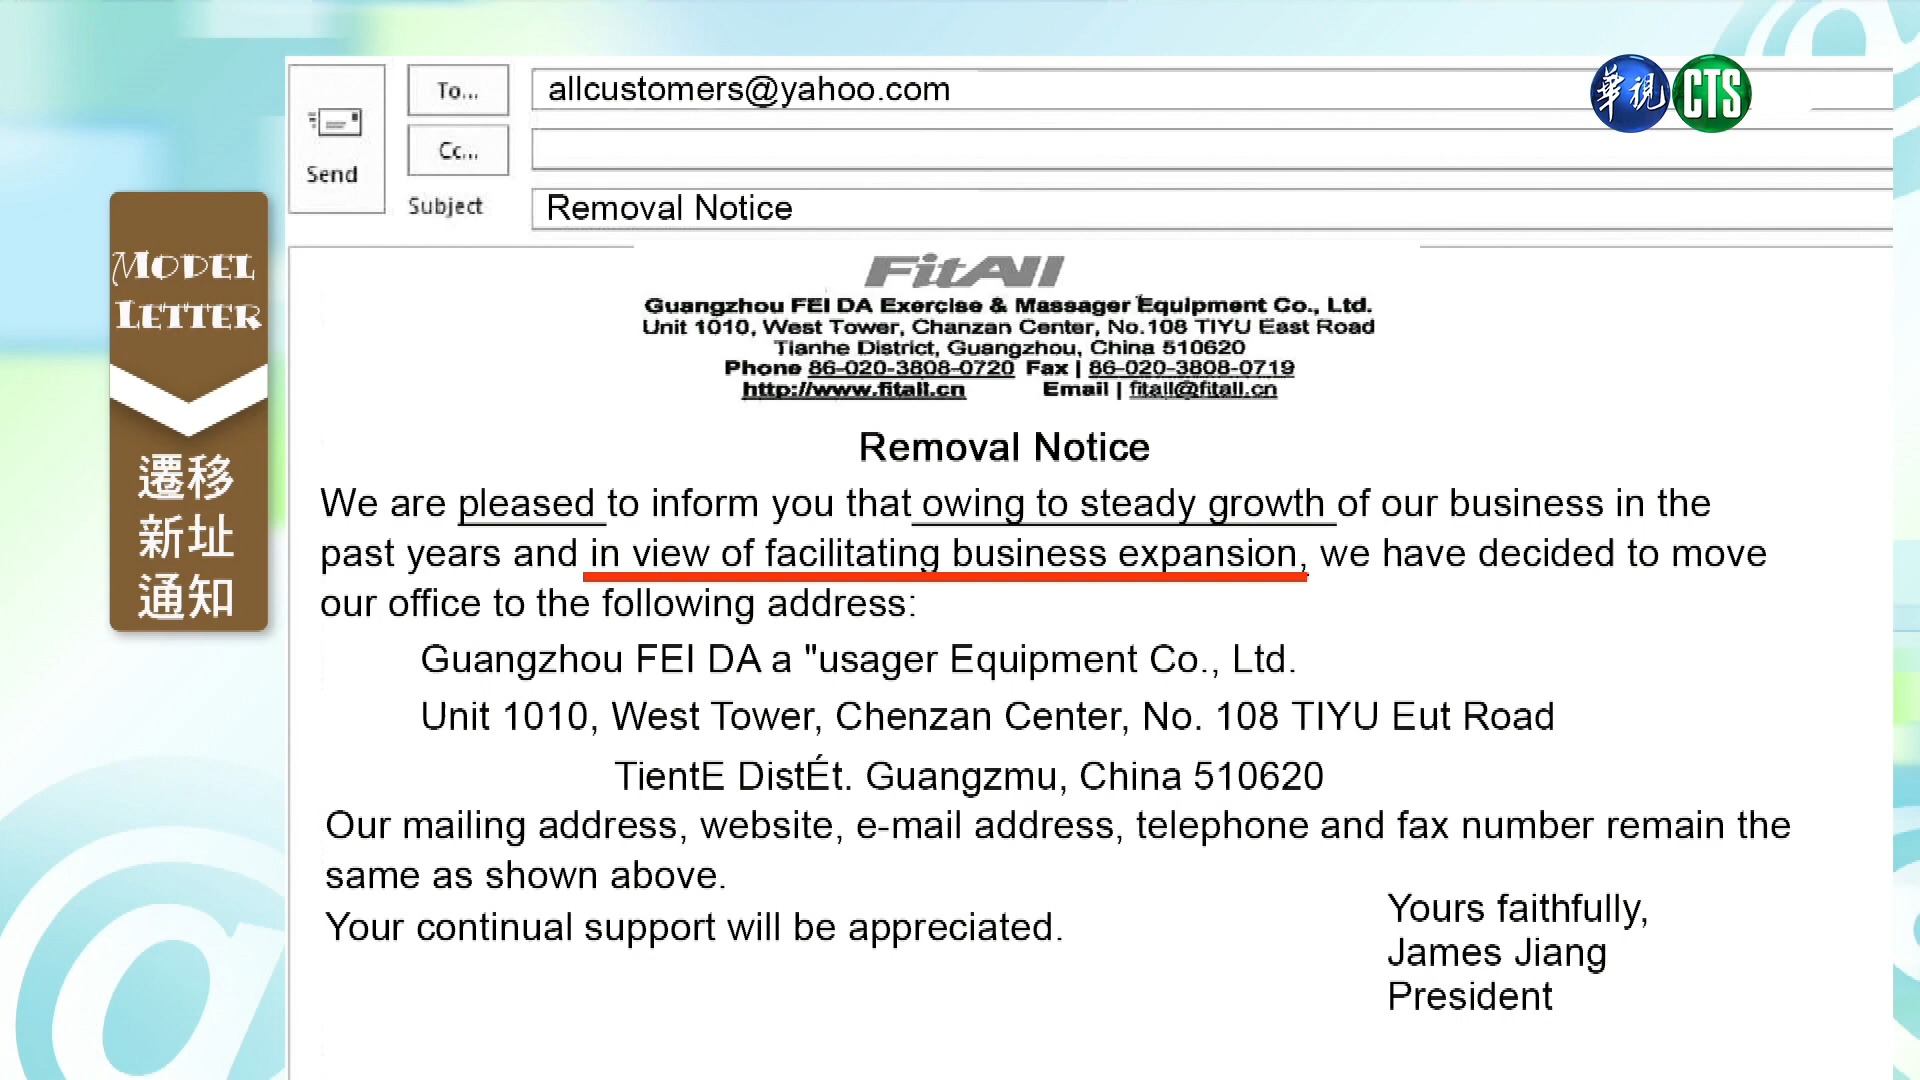 To...
allcustomers@yahoo.com
華視 CTS
Cc...
Send
Subject
Removal Notice
MODEL
LETTER
遷移
新址
通知
FitAll
Guangzhou FEI DA Exercise & Massager Equipment Co., Ltd.
Unit 1010, West Tower, Chanzan Center, No.108 TIYU East Road
Tianhe District, Guangzhou, China 510620
Phone 86-020-3808-0720 Fax | 86-020-3808-0719
http://www.fitall.cn Email | fitall@fitall.cn
Removal Notice
We are pleased to inform you that owing to steady growth of our business in the
past years and in view of facilitating business expansion, we have decided to move
our office to the following address:
Guangzhou FEI DA a "usager Equipment Co., Ltd.
Unit 1010, West Tower, Chenzan Center, No. 108 TIYU Eut Road
TientE DistÉt. Guangzmu, China 510620
Our mailing address, website, e-mail address, telephone and fax number remain the
same as shown above.
Your continual support will be appreciated.
Yours faithfully,
James Jiang
President